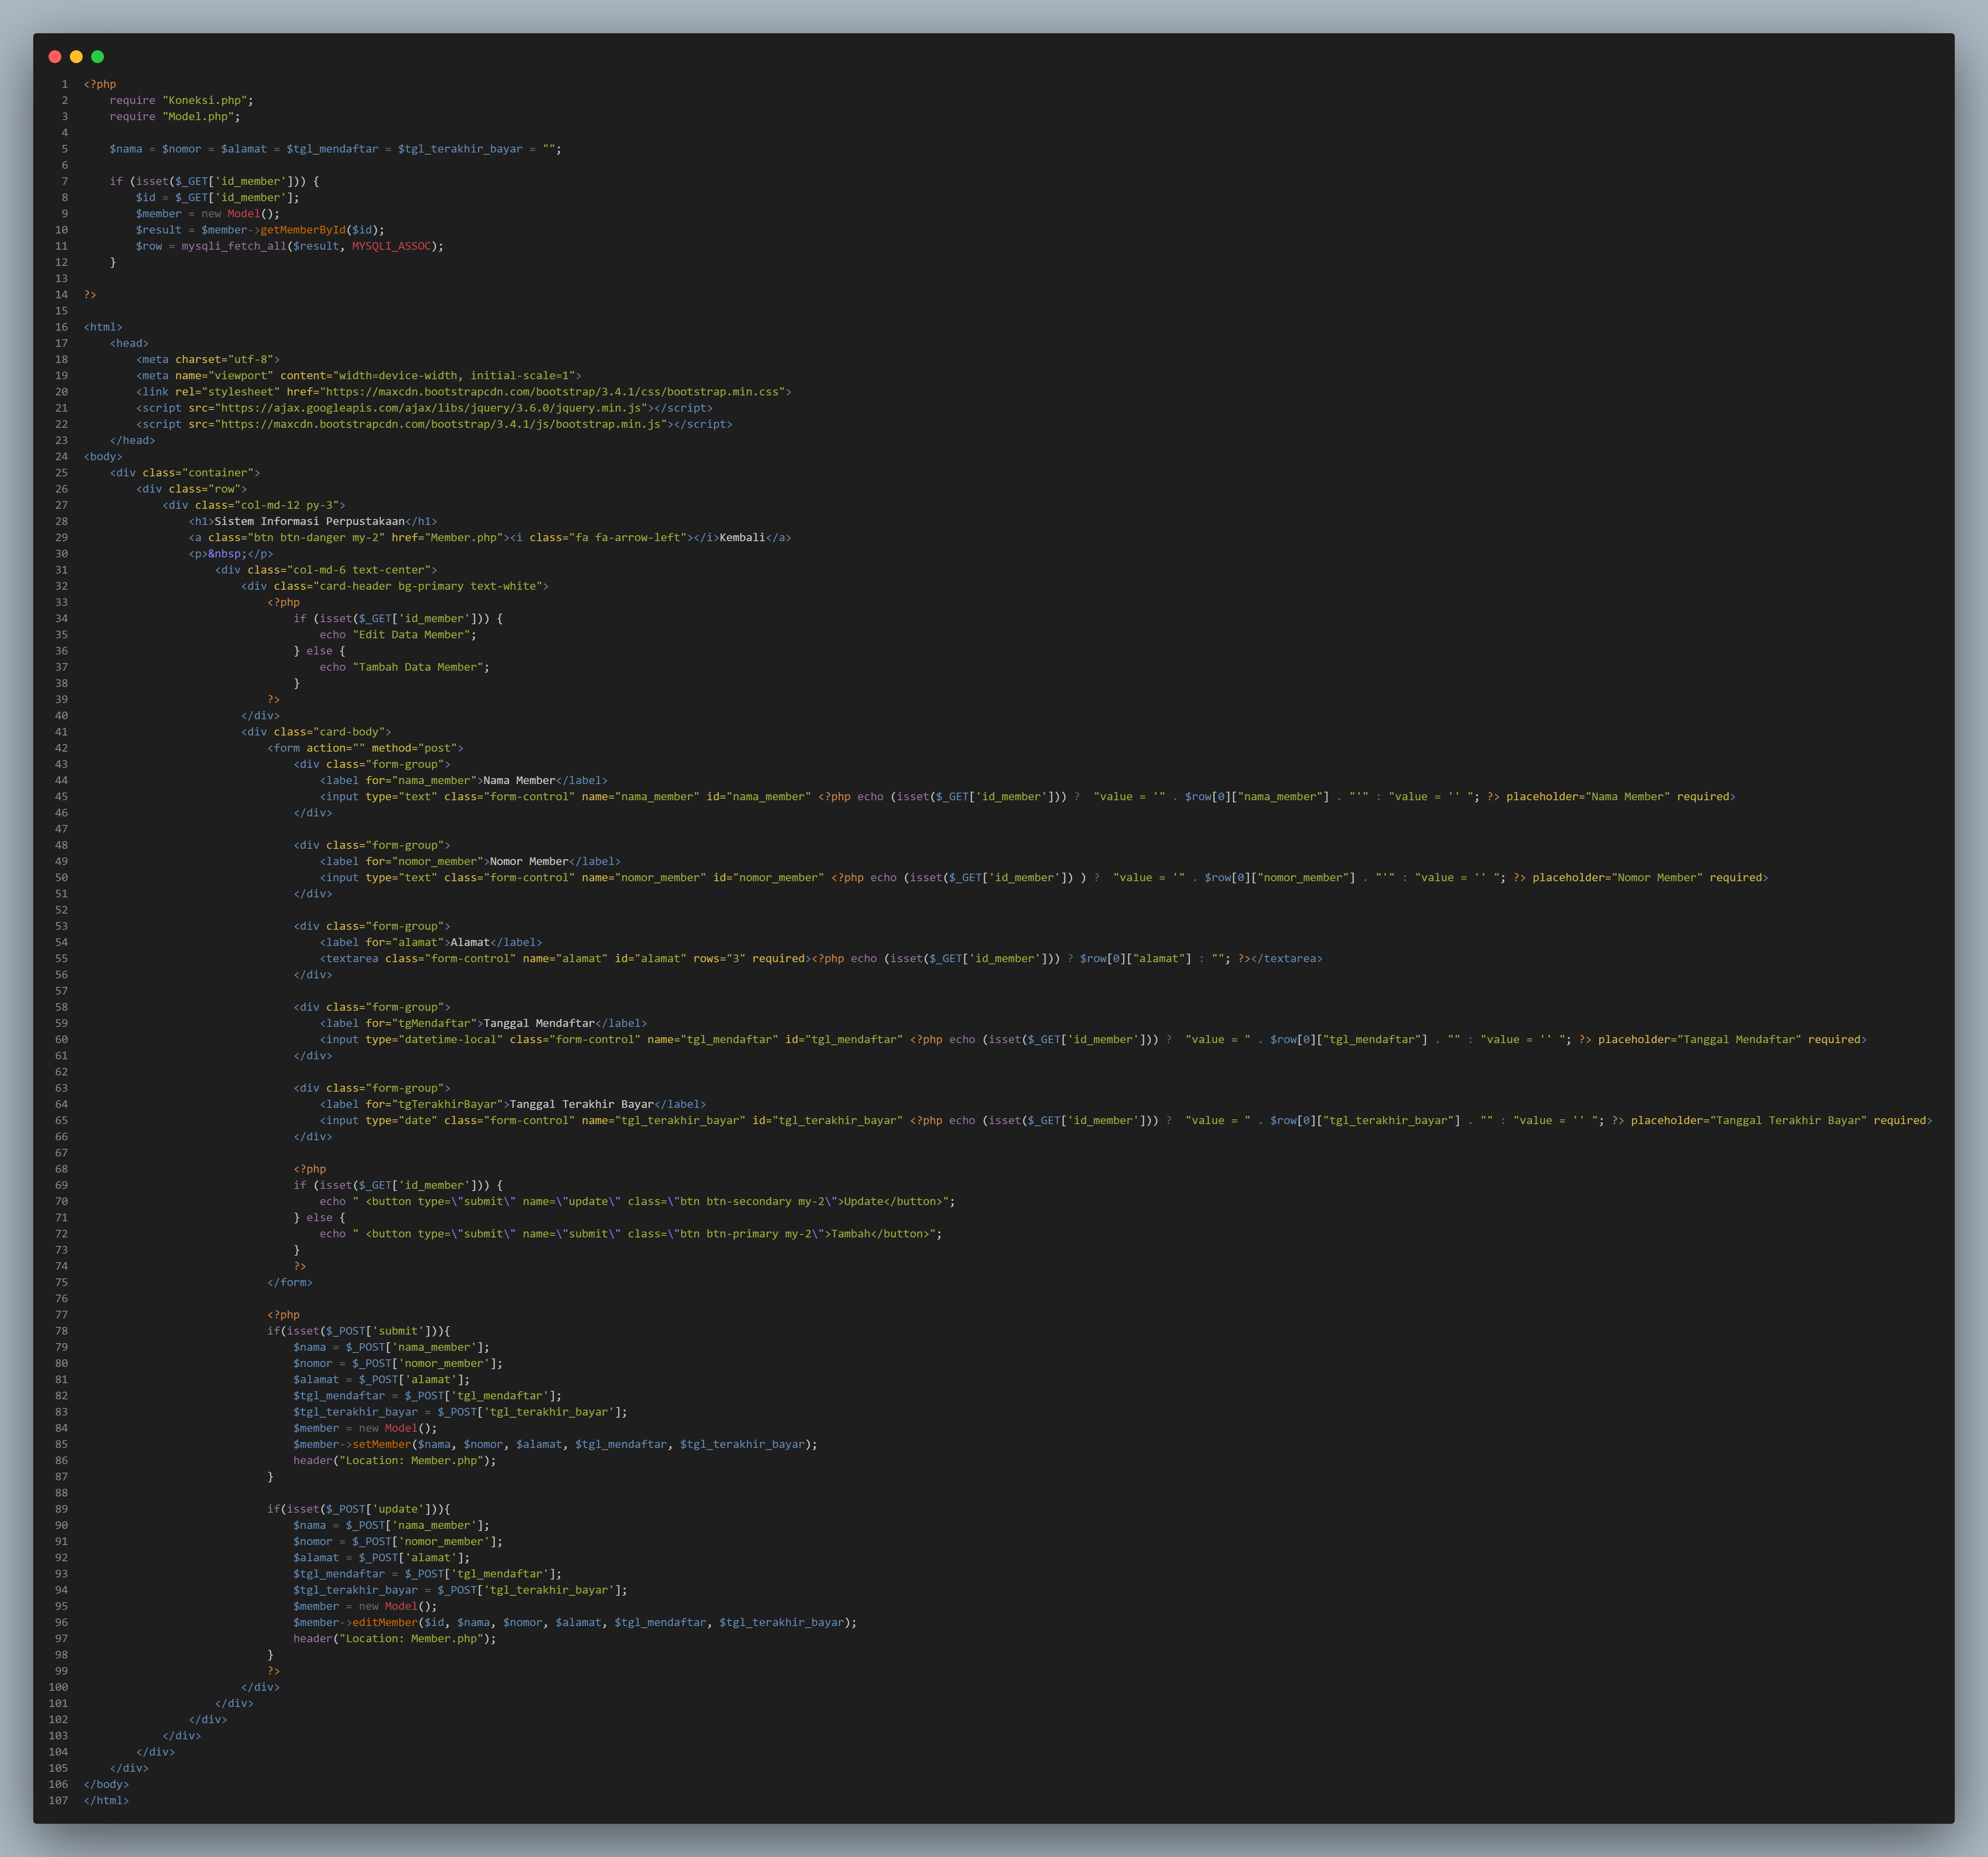 1 <?php
2     require "Koneksi.php";
3     require "Model.php";
4
5     $nama = $nomor = $alamat = $tgl_mendaftar = $tgl_terakhir_bayar = "";
6
7     if (isset($_GET['id_member'])) {
8         $id = $_GET['id_member'];
9         $member = new Model();
10         $result = $member->getMemberById($id);
11         $row = mysqli_fetch_all($result, MYSQLI_ASSOC);
12     }
13
14 ?>
15
16 <html>
17     <head>
18         <meta charset="utf-8">
19         <meta name="viewport" content="width=device-width, initial-scale=1">
20         <link rel="stylesheet" href="https://maxcdn.bootstrapcdn.com/bootstrap/3.4.1/css/bootstrap.min.css">
21         <script src="https://ajax.googleapis.com/ajax/libs/jquery/3.6.0/jquery.min.js"></script>
22         <script src="https://maxcdn.bootstrapcdn.com/bootstrap/3.4.1/js/bootstrap.min.js"></script>
23     </head>
24 <body>
25     <div class="container">
26         <div class="row">
27             <div class="col-md-12 py-3">
28                 <h1>Sistem Informasi Perpustakaan</h1>
29                 <a class="btn btn-danger my-2" href="Member.php"><i class="fa fa-arrow-left"></i>Kembali</a>
30                 <p>&nbsp;</p>
31                     <div class="col-md-6 text-center">
32                         <div class="card-header bg-primary text-white">
33                             <?php
34                                 if (isset($_GET['id_member'])) {
35                                     echo "Edit Data Member";
36                                 } else {
37                                     echo "Tambah Data Member";
38                                 }
39                             ?>
40                         </div>
41                         <div class="card-body">
42                             <form action="" method="post">
43                                 <div class="form-group">
44                                     <label for="nama_member">Nama Member</label>
45                                     <input type="text" class="form-control" name="nama_member" id="nama_member" <?php echo (isset($_GET['id_member'])) ?  "value = '" . $row[0]["nama_member"] . "'" : "value = '' "; ?> placeholder="Nama Member" required>
46                                 </div>
47
48                                 <div class="form-group">
49                                     <label for="nomor_member">Nomor Member</label>
50                                     <input type="text" class="form-control" name="nomor_member" id="nomor_member" <?php echo (isset($_GET['id_member']) ) ?  "value = '" . $row[0]["nomor_member"] . "'" : "value = '' "; ?> placeholder="Nomor Member" required>
51                                 </div>
52
53                                 <div class="form-group">
54                                     <label for="alamat">Alamat</label>
55                                     <textarea class="form-control" name="alamat" id="alamat" rows="3" required><?php echo (isset($_GET['id_member'])) ? $row[0]["alamat"] : ""; ?></textarea>
56                                 </div>
57
58                                 <div class="form-group">
59                                     <label for="tgMendaftar">Tanggal Mendaftar</label>
60                                     <input type="datetime-local" class="form-control" name="tgl_mendaftar" id="tgl_mendaftar" <?php echo (isset($_GET['id_member'])) ?  "value = " . $row[0]["tgl_mendaftar"] . "" : "value = '' "; ?> placeholder="Tanggal Mendaftar" required>
61                                 </div>
62
63                                 <div class="form-group">
64                                     <label for="tgTerakhirBayar">Tanggal Terakhir Bayar</label>
65                                     <input type="date" class="form-control" name="tgl_terakhir_bayar" id="tgl_terakhir_bayar" <?php echo (isset($_GET['id_member'])) ?  "value = " . $row[0]["tgl_terakhir_bayar"] . "" : "value = '' "; ?> placeholder="Tanggal Terakhir Bayar" required>
66                                 </div>
67
68                                 <?php
69                                 if (isset($_GET['id_member'])) {
70                                     echo " <button type=\"submit\" name=\"update\" class=\"btn btn-secondary my-2\">Update</button>";
71                                 } else {
72                                     echo " <button type=\"submit\" name=\"submit\" class=\"btn btn-primary my-2\">Tambah</button>";
73                                 }
74                                 ?>
75                             </form>
76
77                             <?php
78                             if(isset($_POST['submit'])){
79                                 $nama = $_POST['nama_member'];
80                                 $nomor = $_POST['nomor_member'];
81                                 $alamat = $_POST['alamat'];
82                                 $tgl_mendaftar = $_POST['tgl_mendaftar'];
83                                 $tgl_terakhir_bayar = $_POST['tgl_terakhir_bayar'];
84                                 $member = new Model();
85                                 $member->setMember($nama, $nomor, $alamat, $tgl_mendaftar, $tgl_terakhir_bayar);
86                                 header("Location: Member.php");
87                             }
88
89                             if(isset($_POST['update'])){
90                                 $nama = $_POST['nama_member'];
91                                 $nomor = $_POST['nomor_member'];
92                                 $alamat = $_POST['alamat'];
93                                 $tgl_mendaftar = $_POST['tgl_mendaftar'];
94                                 $tgl_terakhir_bayar = $_POST['tgl_terakhir_bayar'];
95                                 $member = new Model();
96                                 $member->editMember($id, $nama, $nomor, $alamat, $tgl_mendaftar, $tgl_terakhir_bayar);
97                                 header("Location: Member.php");
98                             }
99                             ?>
100                         </div>
101                     </div>
102                 </div>
103             </div>
104         </div>
105     </div>
106 </body>
107 </html>